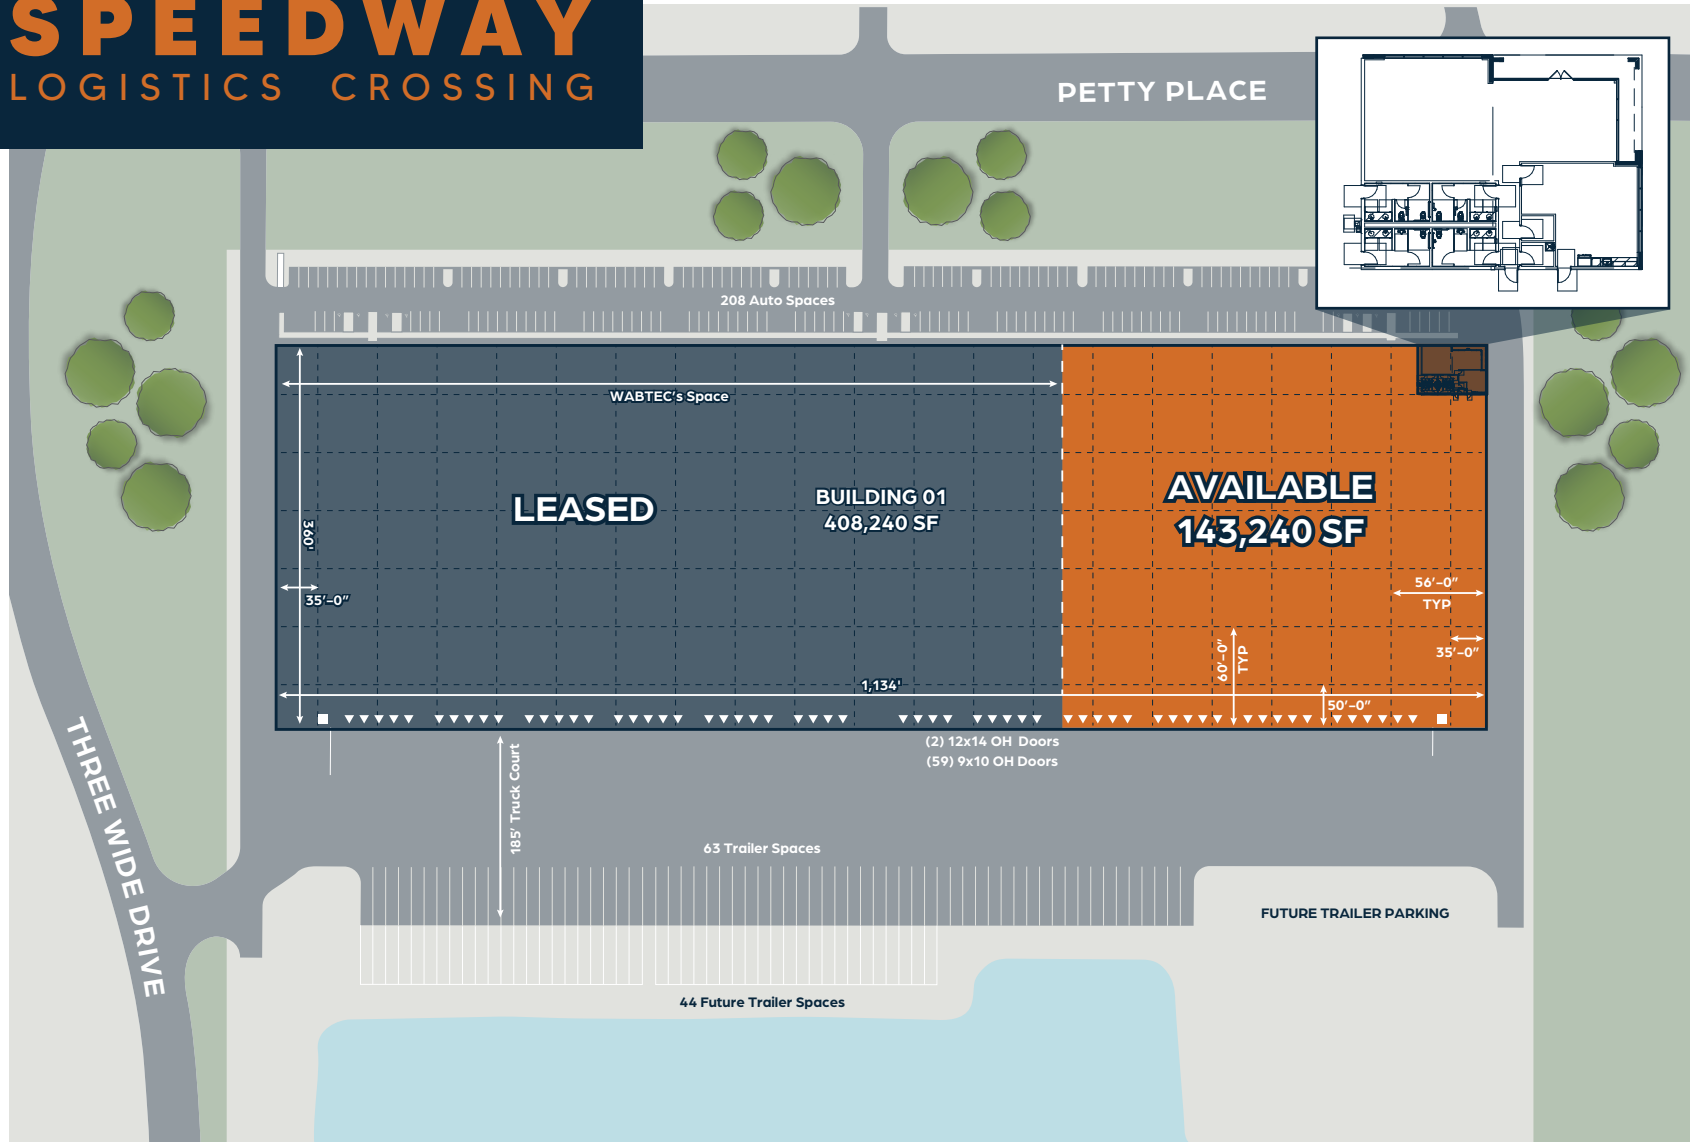 SPEEDWAY
LOGISTICS CROSSING
PETTY PLACE
208 Auto Spaces
WABTEC's Space
LEASED
BUILDING 01
408,240 SF
AVAILABLE
143,240 SF
360'
35'-0"
56'-0"
TYP
60'-0"
TYP
35'-0"
1,134'
50'-0"
(2) 12x14 OH Doors
(59) 9x10 OH Doors
185' Truck Court
63 Trailer Spaces
THREE WIDE DRIVE
FUTURE TRAILER PARKING
44 Future Trailer Spaces